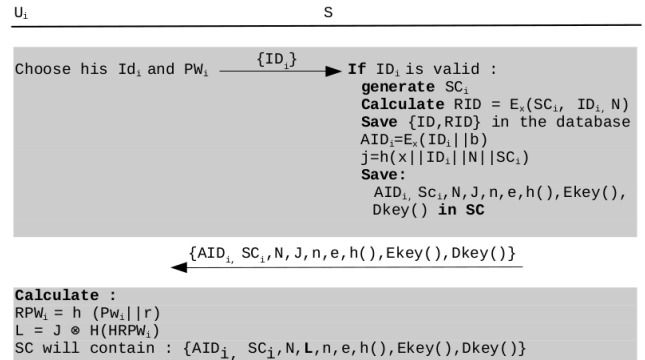 Uᵢ S
Choose his Idᵢ and PWᵢ {IDᵢ} If IDᵢ is valid :
generate SCᵢ
Calculate RID = Eₓ(SCᵢ, IDᵢ, N)
Save {ID,RID} in the database
AIDᵢ=Eₓ(IDᵢ||b)
j=h(x||IDᵢ||N||SCᵢ)
Save:
AIDᵢ, Scᵢ,N,J,n,e,h(),Ekey(),
Dkey() in SC
{AIDᵢ, SCᵢ,N,J,n,e,h(),Ekey(),Dkey()}
Calculate :
RPWᵢ = h (Pwᵢ||r)
L = J ⊗ H(HRPWᵢ)
SC will contain : {AIDᵢ, SCᵢ,N,L,n,e,h(),Ekey(),Dkey()}